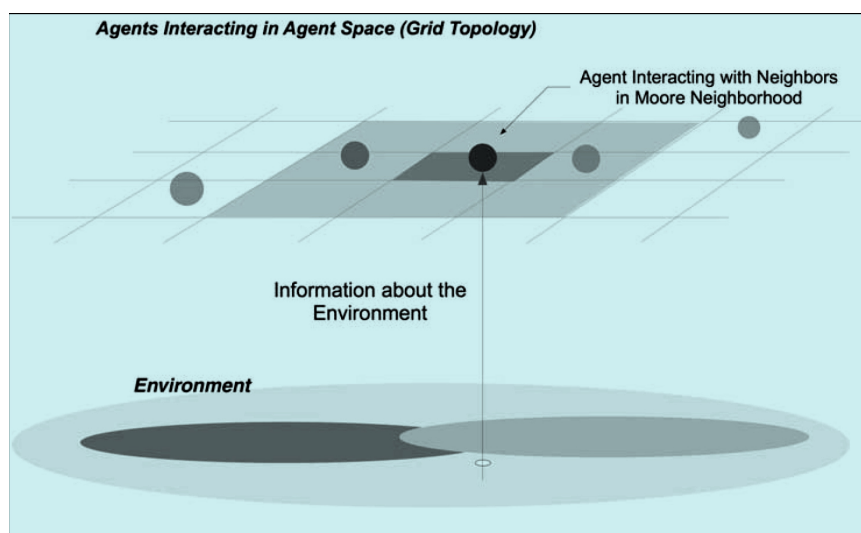 Agents Interacting in Agent Space (Grid Topology)
Agent Interacting with Neighbors
in Moore Neighborhood
Information about the
Environment
Environment